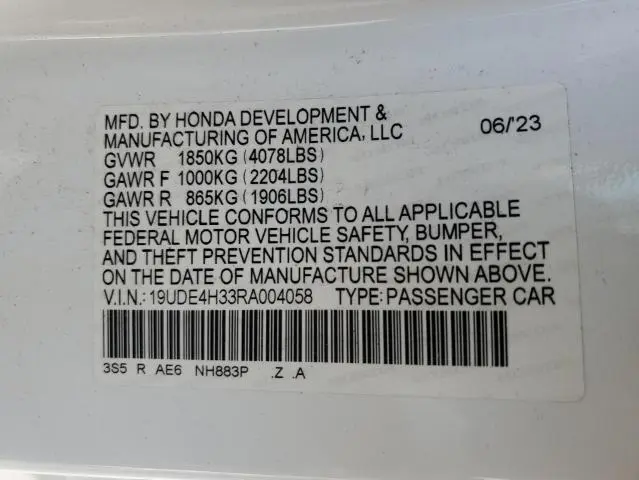 MFD. BY HONDA DEVELOPMENT &
MANUFACTURING OF AMERICA, LLC 06/'23
GVWR 1850KG (4078LBS)
GAWR F 1000KG (2204LBS)
GAWR R 865KG (1906LBS)
THIS VEHICLE CONFORMS TO ALL APPLICABLE
FEDERAL MOTOR VEHICLE SAFETY, BUMPER,
AND THEFT PREVENTION STANDARDS IN EFFECT
ON THE DATE OF MANUFACTURE SHOWN ABOVE.
V.I.N.: 19UDE4H33RA004058 TYPE: PASSENGER CAR
3S5 R AE6 NH883P .Z .A